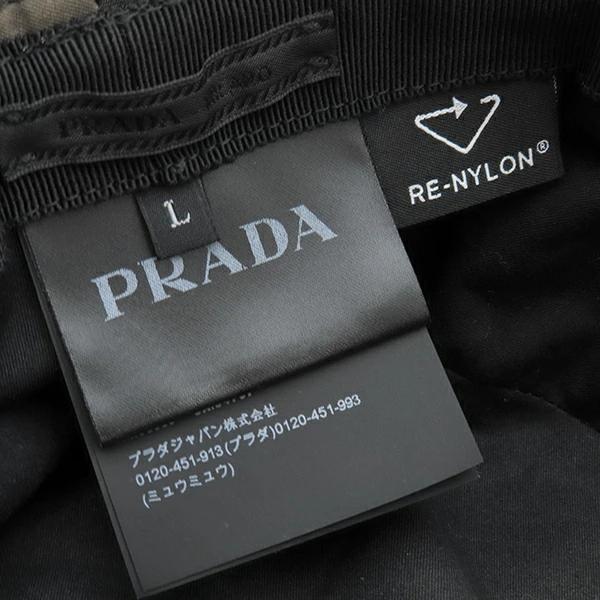 PRADA MILANO
L
RE-NYLON®
PRADA
プラダジャパン株式会社
0120-451-913(プラダ)0120-451-993
(ミュウミュウ)